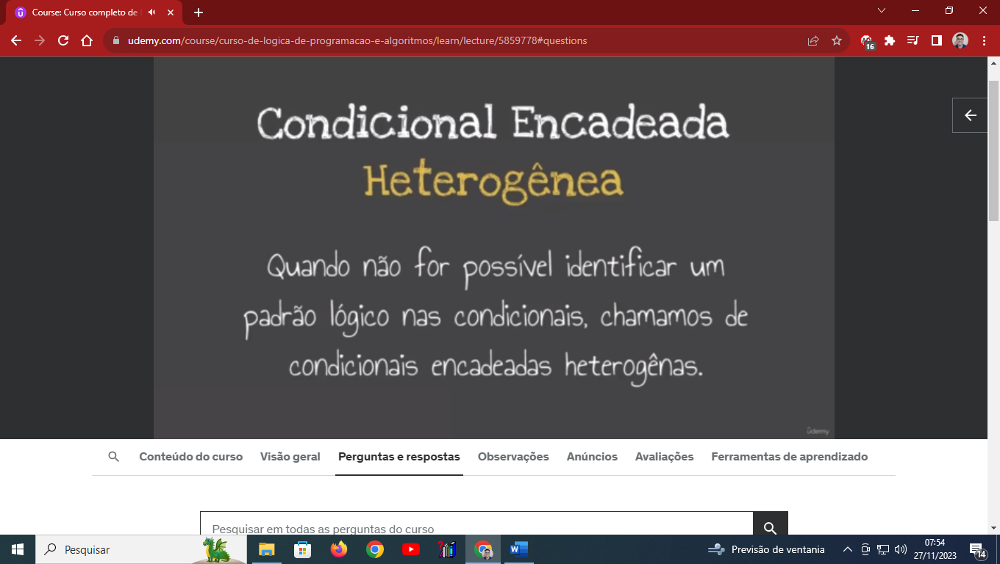 Course: Curso completo de
udemy.com/course/curso-de-logica-de-programacao-e-algoritmos/learn/lecture/5859778#questions
16
Condicional Encadeada
Heterogênea
Quando não for possível identificar um
padrão lógico nas condicionais, chamamos de
condicionais encadeadas heterogênas.
ûdemy
Conteúdo do curso Visão geral Perguntas e respostas Observações Anúncios Avaliações Ferramentas de aprendizado
Pesquisar em todas as perguntas do curso
Pesquisar
Previsão de ventania
07:54
27/11/2023
14